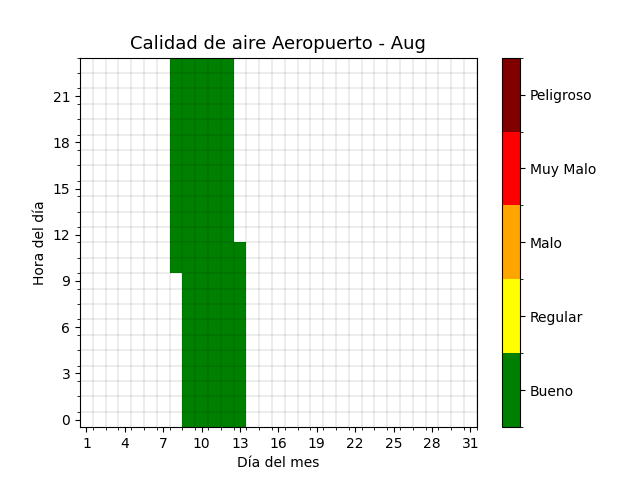 Calidad de aire Aeropuerto - Aug
Hora del día
21
18
15
12
9
6
3
0
1 4 7 10 13 16 19 22 25 28 31
Día del mes
Peligroso
Muy Malo
Malo
Regular
Bueno